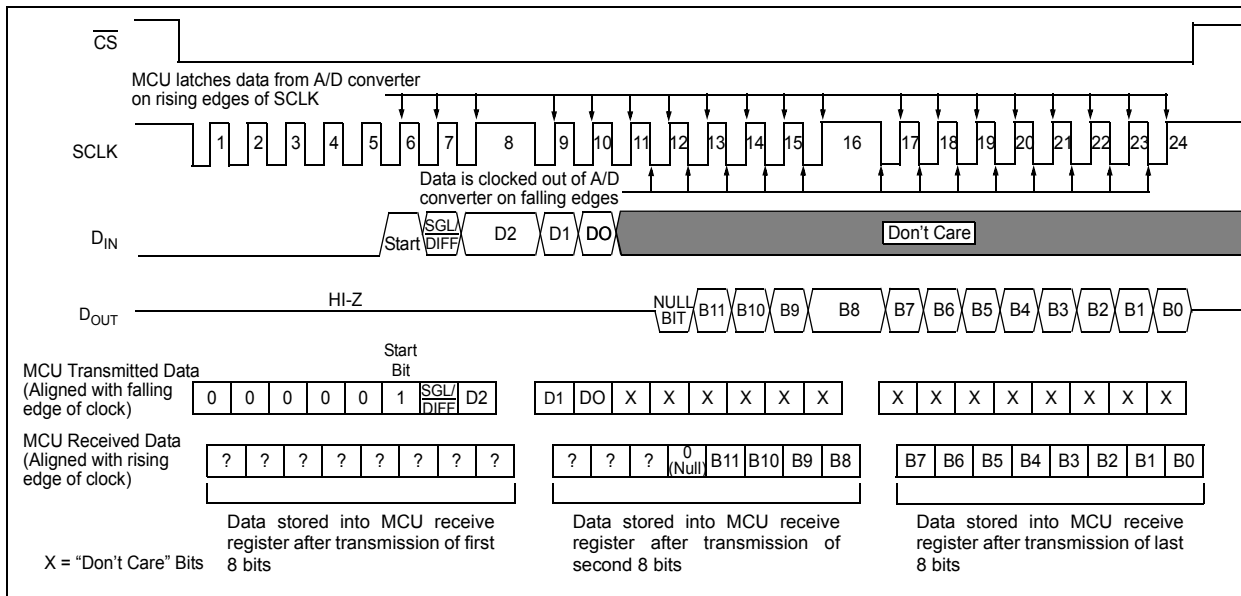 CS
MCU latches data from A/D converter
on rising edges of SCLK
SCLK
1 2 3 4 5 6 7 8 9 10 11 12 13 14 15 16 17 18 19 20 21 22 23 24
Data is clocked out of A/D
converter on falling edges
DIN
Start SGL/DIFF D2 D1 DO Don't Care
HI-Z
DOUT
NULL BIT B11 B10 B9 B8 B7 B6 B5 B4 B3 B2 B1 B0
Start
Bit
MCU Transmitted Data
(Aligned with falling
edge of clock)
0 0 0 0 0 1 SGL/DIFF D2 D1 DO X X X X X X X X X X X X X X
MCU Received Data
(Aligned with rising
edge of clock)
? ? ? ? ? ? ? ? ? ? ? 0 (Null) B11 B10 B9 B8 B7 B6 B5 B4 B3 B2 B1 B0
Data stored into MCU receive
register after transmission of first
8 bits
Data stored into MCU receive
register after transmission of
second 8 bits
Data stored into MCU receive
register after transmission of last
8 bits
X = “Don't Care” Bits